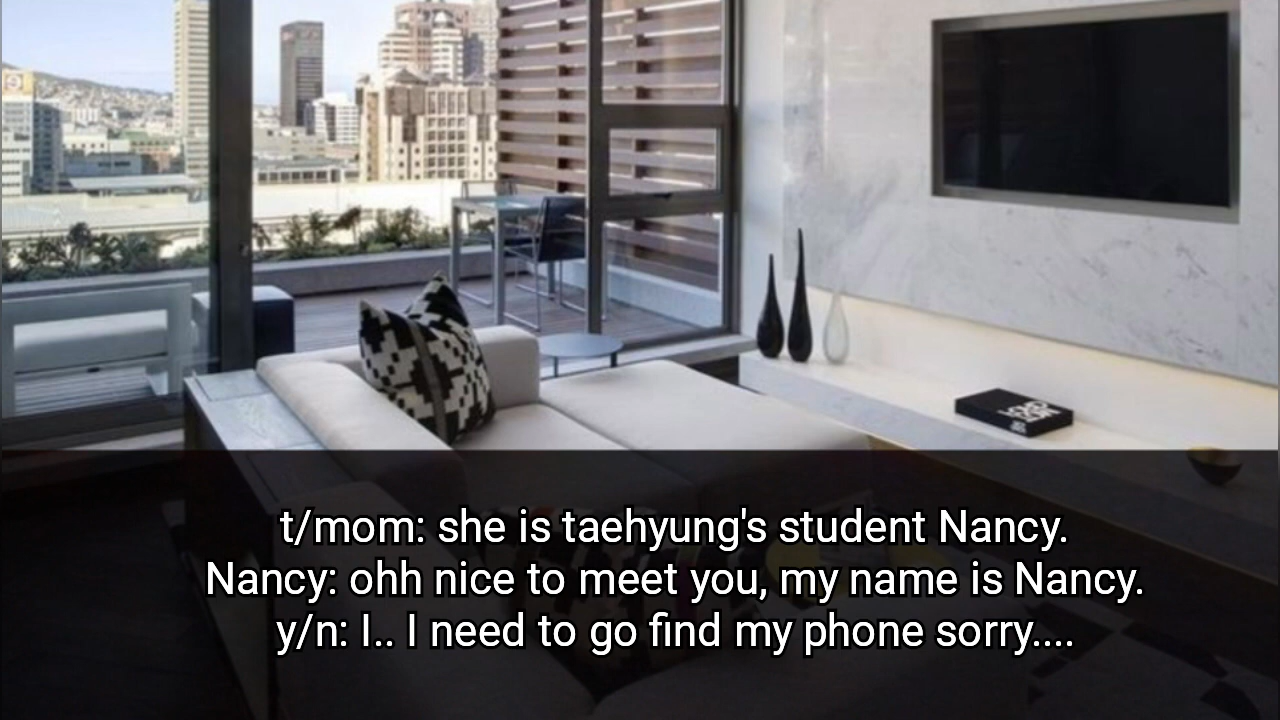 t/mom: she is taehyung's student Nancy.
Nancy: ohh nice to meet you, my name is Nancy.
y/n: I.. I need to go find my phone sorry....